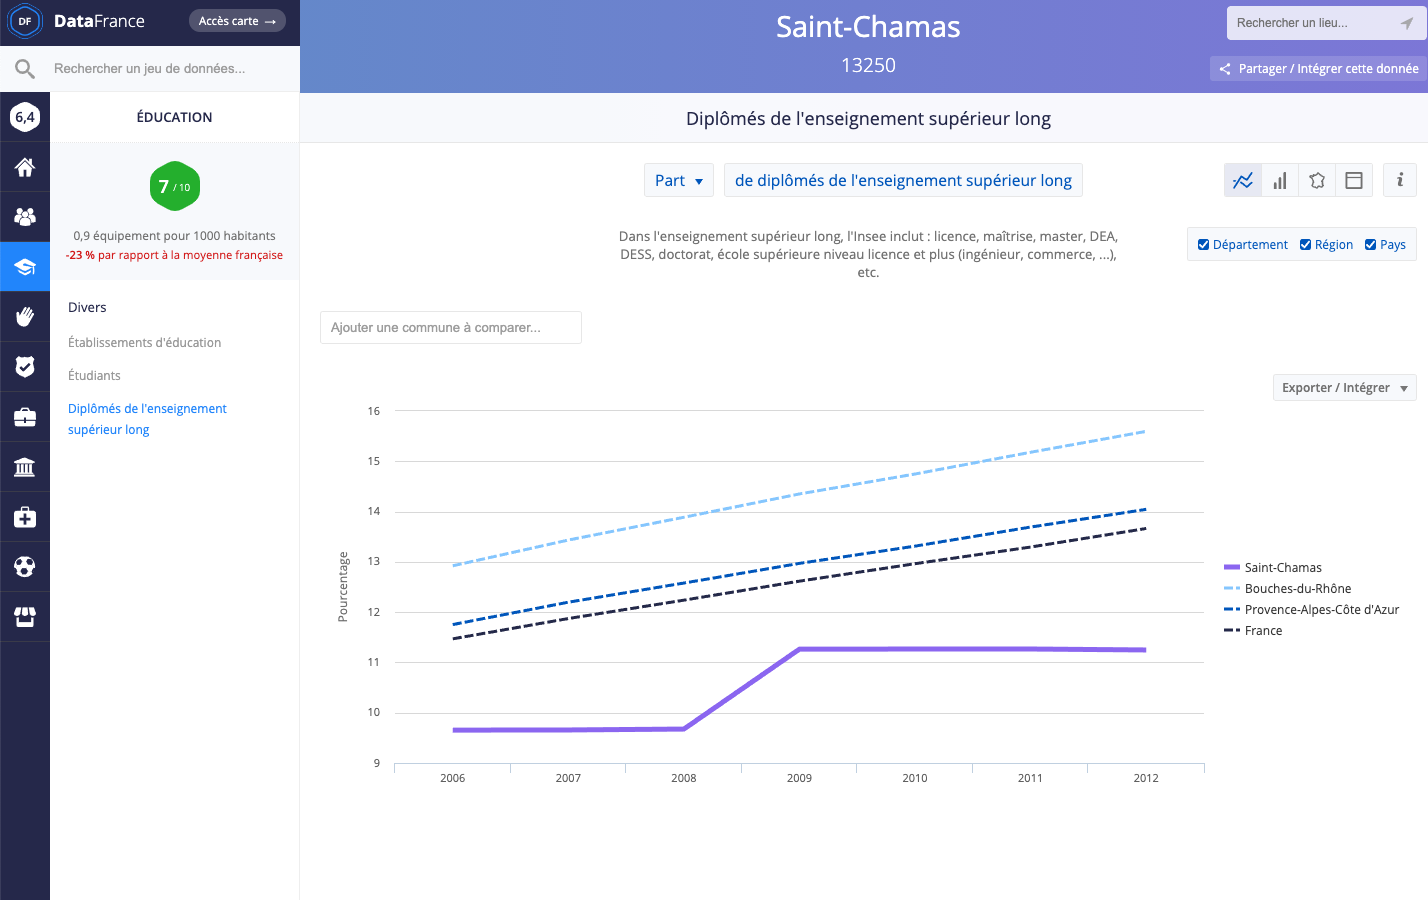 DF
DataFrance
Accès carte →
Rechercher un jeu de données...
Saint-Chamas
13250
Rechercher un lieu...
Partager / Intégrer cette donnée
6,4
ÉDUCATION
7 / 10
0,9 équipement pour 1000 habitants
-23 % par rapport à la moyenne française
Divers
Établissements d'éducation
Étudiants
Diplômés de l'enseignement
supérieur long
Diplômés de l'enseignement supérieur long
Part
de diplômés de l'enseignement supérieur long
i
Dans l'enseignement supérieur long, l'Insee inclut : licence, maîtrise, master, DEA,
DESS, doctorat, école supérieure niveau licence et plus (ingénieur, commerce, ...),
etc.
Département
Région
Pays
Ajouter une commune à comparer...
Exporter / Intégrer
Pourcentage
16
15
14
13
12
11
10
9
2006
2007
2008
2009
2010
2011
2012
Saint-Chamas
Bouches-du-Rhône
Provence-Alpes-Côte d'Azur
France